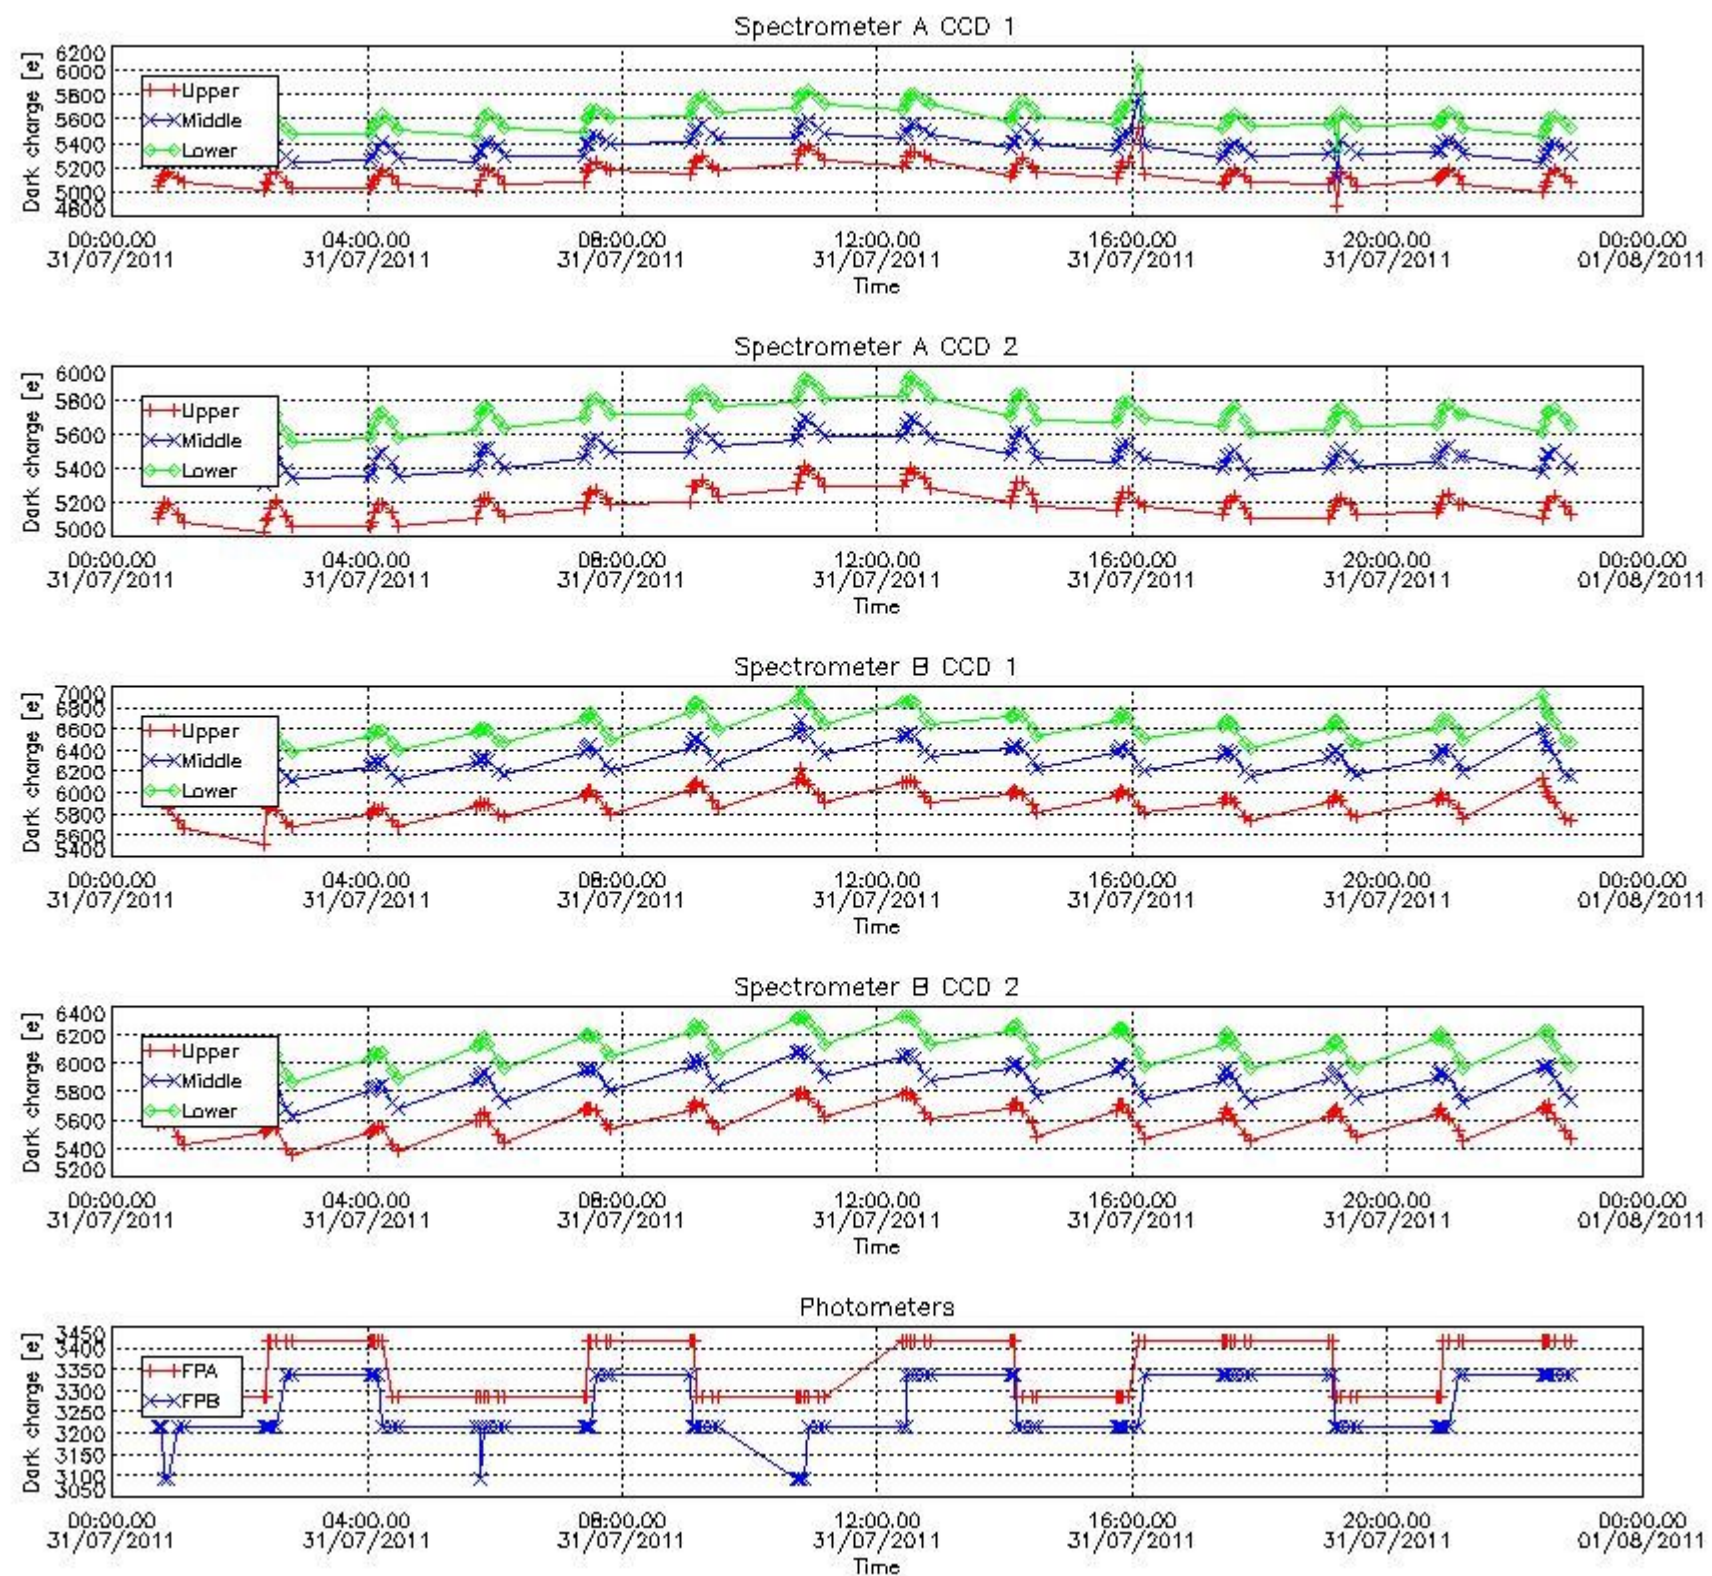 Spectrometer A CCD 1
Dark charge [e]
6200
6000
5800
5600
5400
5200
5000
4800
Upper
Middle
Lower
00:00.00 04:00.00 08:00.00 12:00.00 16:00.00 20:00.00 00:00.00
31/07/2011 31/07/2011 31/07/2011 31/07/2011 31/07/2011 31/07/2011 01/08/2011
Time
Spectrometer A CCD 2
Dark charge [e]
6000
5800
5600
5400
5200
5000
Upper
Middle
Lower
00:00.00 04:00.00 08:00.00 12:00.00 16:00.00 20:00.00 00:00.00
31/07/2011 31/07/2011 31/07/2011 31/07/2011 31/07/2011 31/07/2011 01/08/2011
Time
Spectrometer B CCD 1
Dark charge [e]
7000
6800
6600
6400
6200
6000
5800
5600
5400
Upper
Middle
Lower
00:00.00 04:00.00 08:00.00 12:00.00 16:00.00 20:00.00 00:00.00
31/07/2011 31/07/2011 31/07/2011 31/07/2011 31/07/2011 31/07/2011 01/08/2011
Time
Spectrometer B CCD 2
Dark charge [e]
6400
6200
6000
5800
5600
5400
5200
Upper
Middle
Lower
00:00.00 04:00.00 08:00.00 12:00.00 16:00.00 20:00.00 00:00.00
31/07/2011 31/07/2011 31/07/2011 31/07/2011 31/07/2011 31/07/2011 01/08/2011
Time
Photometers
Dark charge [e]
3450
3400
3350
3300
3250
3200
3150
3100
3050
FPA
FPB
00:00.00 04:00.00 08:00.00 12:00.00 16:00.00 20:00.00 00:00.00
31/07/2011 31/07/2011 31/07/2011 31/07/2011 31/07/2011 31/07/2011 01/08/2011
Time